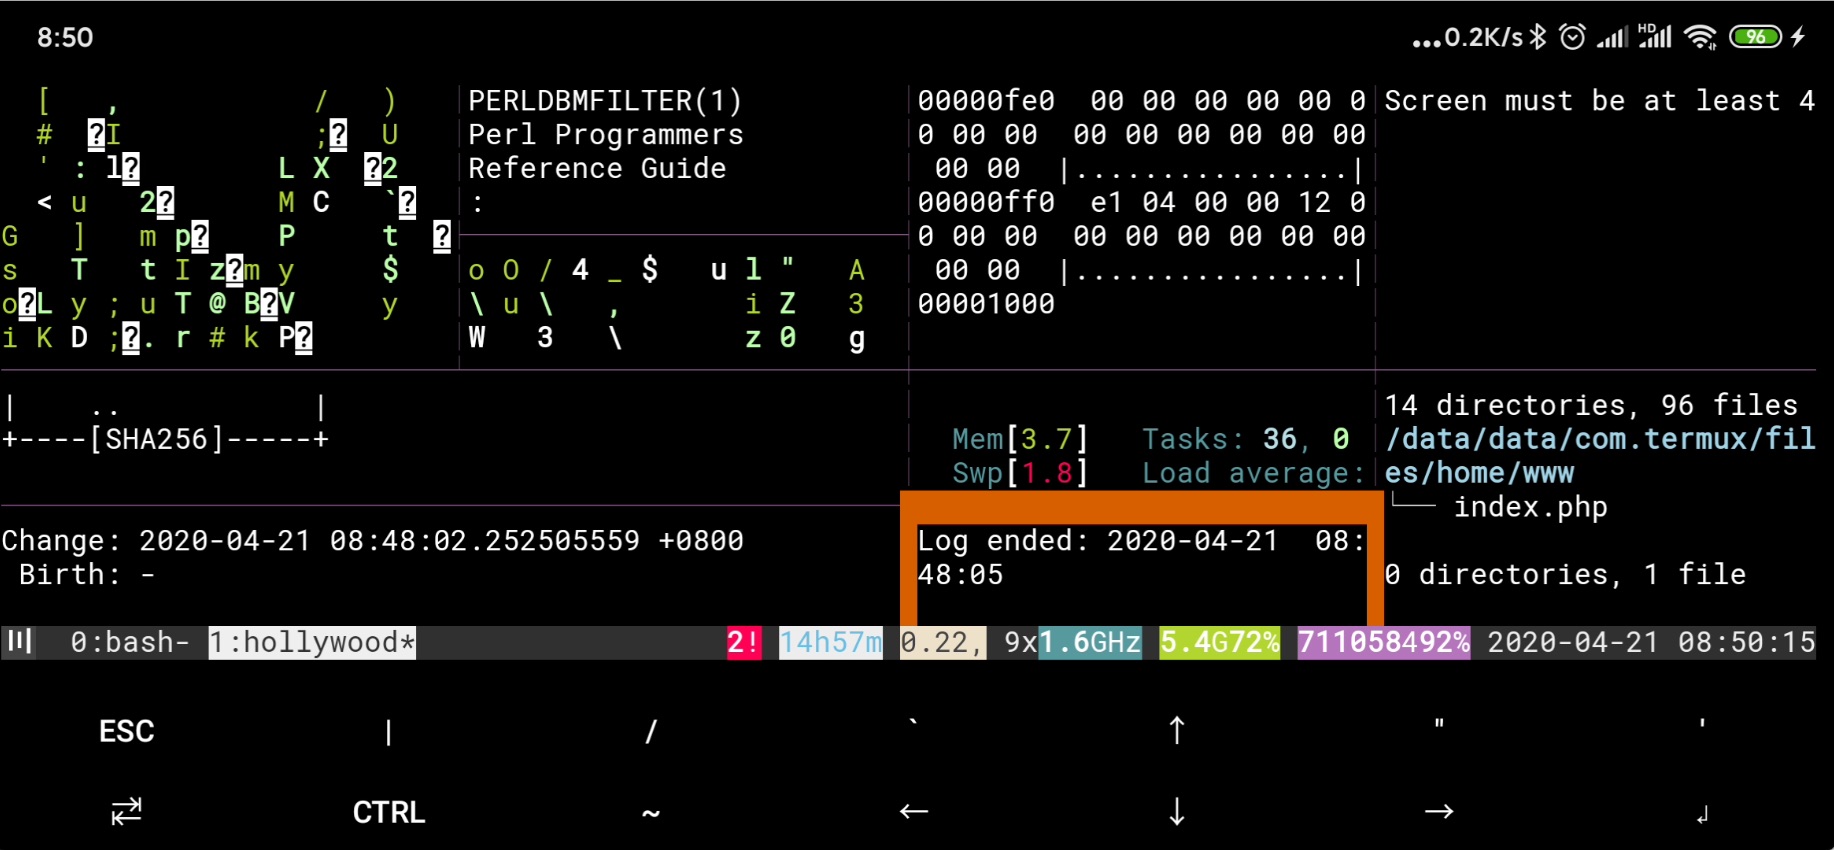 8:50
...0.2K/s HD 96
[ , / )
# ?I ;? U
' : l? L X ?2
< u 2? M C `?
G ] m p? P t ?
s T t I z?m y $
o?L y ; u T @ B?V y
i K D ;?. r # k P?
PERLDBMFILTER(1)
Perl Programmers
Reference Guide
:
o O / 4 _ $ u l " A
\ u \ , i Z 3
W 3 \ z 0 g
00000fe0 00 00 00 00 00 0
0 00 00 00 00 00 00 00
00 00 |................|
00000ff0 e1 04 00 00 12 0
0 00 00 00 00 00 00 00
00 00 |................|
00001000
Screen must be at least 4
| .. |
+----[SHA256]-----+
Mem[3.7] Tasks: 36, 0
Swp[1.8] Load average:
14 directories, 96 files
/data/data/com.termux/fil
es/home/www
└── index.php
0 directories, 1 file
Change: 2020-04-21 08:48:02.252505559 +0800
Birth: -
Log ended: 2020-04-21 08:
48:05
0:bash- 1:hollywood* 2! 14h57m 0.22, 9x1.6GHz 5.4G72% 711058492% 2020-04-21 08:50:15
ESC | / ` ↑ " '
⇄ CTRL ~ ← ↓ → ↲